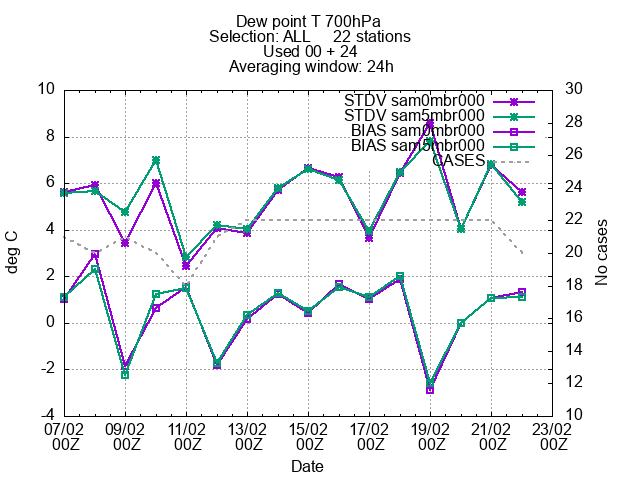 Dew point T 700hPa
Selection: ALL 22 stations
Used 00 + 24
Averaging window: 24h
STDV sam0mbr000
STDV sam5mbr000
BIAS sam0mbr000
BIAS sam5mbr000
CASES
10
8
6
4
2
0
-2
-4
deg C
30
28
26
24
22
20
18
16
14
12
10
No cases
07/02 09/02 11/02 13/02 15/02 17/02 19/02 21/02 23/02
00Z 00Z 00Z 00Z 00Z 00Z 00Z 00Z 00Z
Date